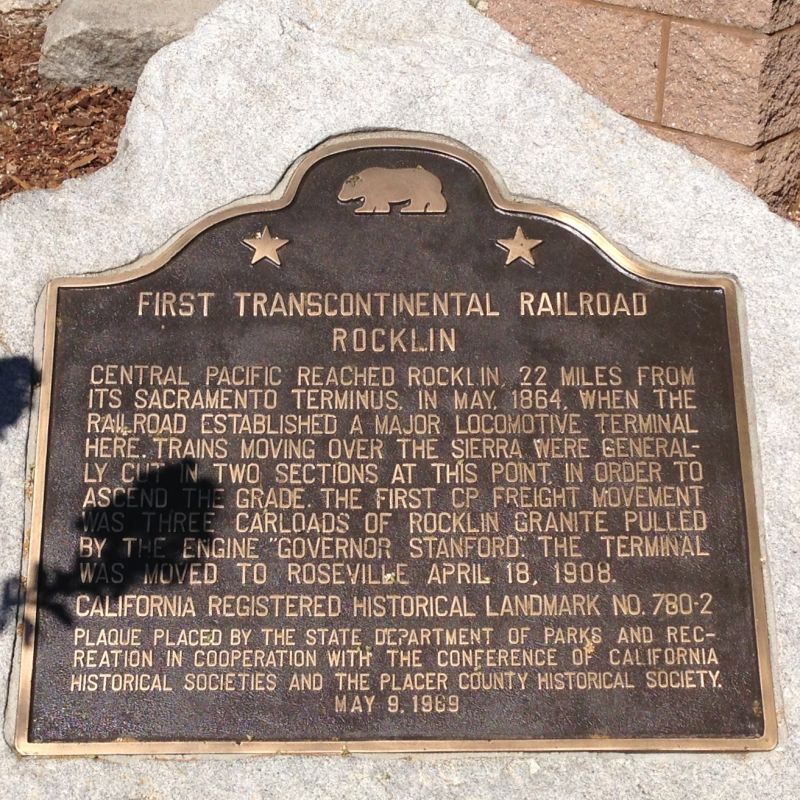 FIRST TRANSCONTINENTAL RAILROAD
ROCKLIN
CENTRAL PACIFIC REACHED ROCKLIN, 22 MILES FROM
ITS SACRAMENTO TERMINUS, IN MAY, 1864, WHEN THE
RAILROAD ESTABLISHED A MAJOR LOCOMOTIVE TERMINAL
HERE. TRAINS MOVING OVER THE SIERRA WERE GENERAL-
LY CUT IN TWO SECTIONS AT THIS POINT IN ORDER TO
ASCEND THE GRADE. THE FIRST CP FREIGHT MOVEMENT
WAS THREE CARLOADS OF ROCKLIN GRANITE PULLED
BY THE ENGINE "GOVERNOR STANFORD". THE TERMINAL
WAS MOVED TO ROSEVILLE APRIL 18, 1908.
CALIFORNIA REGISTERED HISTORICAL LANDMARK NO. 780-2
PLAQUE PLACED BY THE STATE DEPARTMENT OF PARKS AND REC-
REATION IN COOPERATION WITH THE CONFERENCE OF CALIFORNIA
HISTORICAL SOCIETIES AND THE PLACER COUNTY HISTORICAL SOCIETY.
MAY 9, 1969